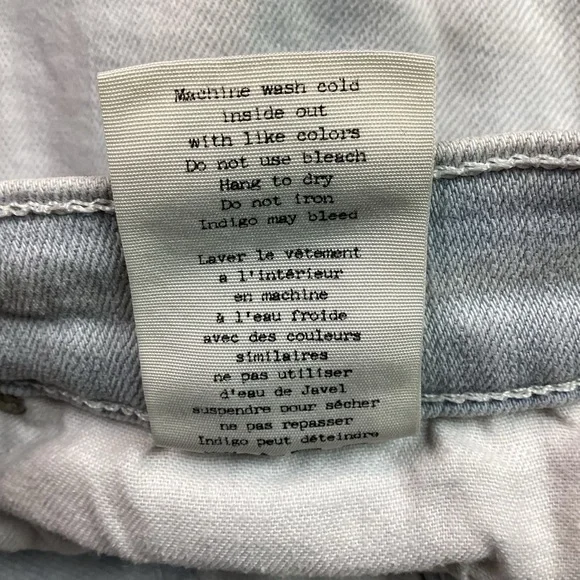 Machine wash cold
inside out
with like colors
Do not use bleach
Hang to dry
Do not iron
Indigo may bleed
Laver le vêtement
a l'intérieur
en machine
à l'eau froide
avec des couleurs
similaires
ne pas utiliser
d'eau de Javel
suspendre pour sécher
ne pas repasser
Indigo peut déteindre